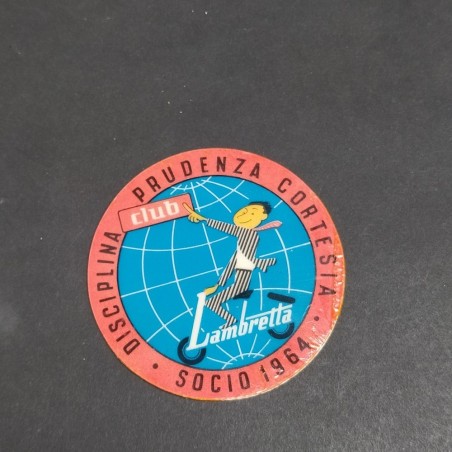 DISCIPLINA PRUDENZA CORTESIA
club
Lambretta
• SOCIO 1964 •